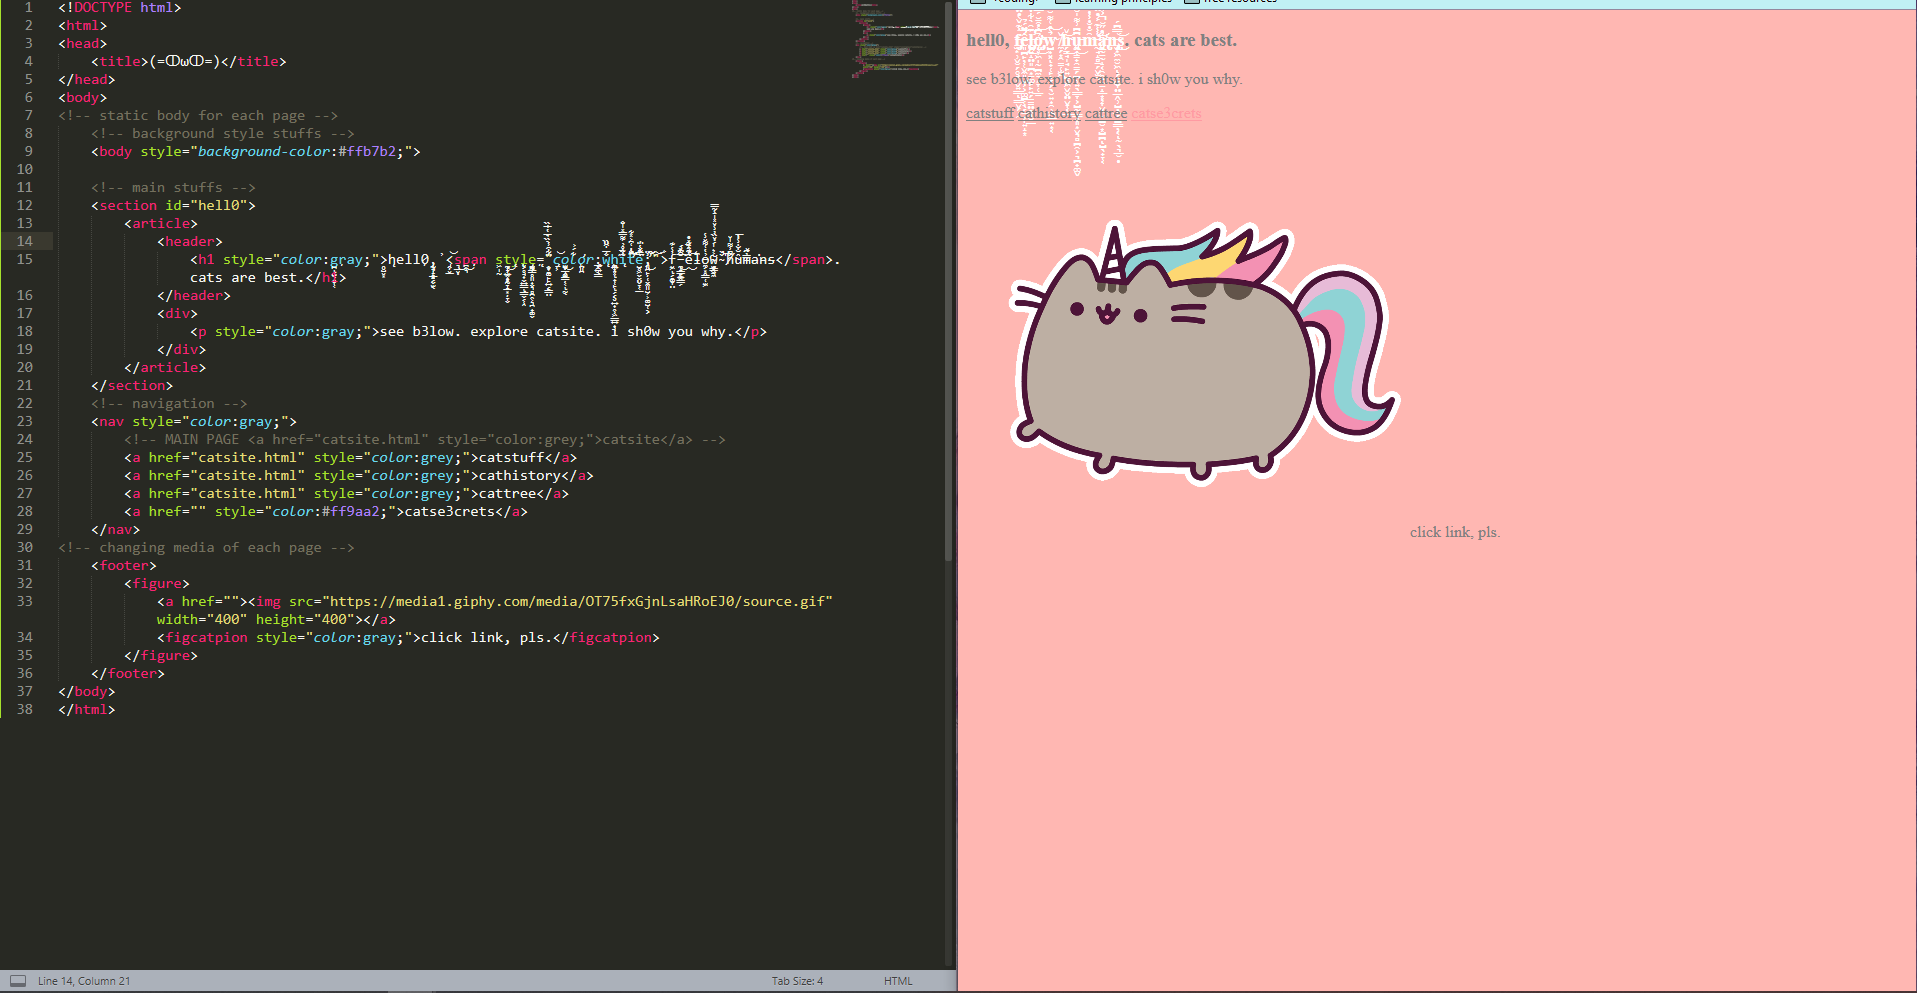 1 <!DOCTYPE html>
2 <html>
3 <head>
4 <title>(=ↀωↀ=)</title>
5 </head>
6 <body>
7 <!-- static body for each page -->
8 <!-- background style stuffs -->
9 <body style="background-color:#ffb7b2;">
10
11 <!-- main stuffs -->
12 <section id="hell0">
13 <article>
14 <header>
15 <h1 style="color:gray;">hell0, <span style="color:white;">f̶elow humans</span>.
cats are best.</h1>
16 </header>
17 <div>
18 <p style="color:gray;">see b3low. explore catsite. i sh0w you why.</p>
19 </div>
20 </article>
21 </section>
22 <!-- navigation -->
23 <nav style="color:gray;">
24 <!-- MAIN PAGE <a href="catsite.html" style="color:grey;">catsite</a> -->
25 <a href="catsite.html" style="color:grey;">catstuff</a>
26 <a href="catsite.html" style="color:grey;">cathistory</a>
27 <a href="catsite.html" style="color:grey;">cattree</a>
28 <a href="" style="color:#ff9aa2;">catse3crets</a>
29 </nav>
30 <!-- changing media of each page -->
31 <footer>
32 <figure>
33 <a href=""><img src="https://media1.giphy.com/media/OT75fxGjnLsaHRoEJ0/source.gif"
width="400" height="400"></a>
34 <figcatpion style="color:gray;">click link, pls.</figcatpion>
35 </figure>
36 </footer>
37 </body>
38 </html>
Line 14, Column 21
Tab Size: 4
HTML
<coding> learning principles free resources
hell0, felow humans. cats are best.
see b3low. explore catsite. i sh0w you why.
catstuff cathistory cattree catse3crets
click link, pls.